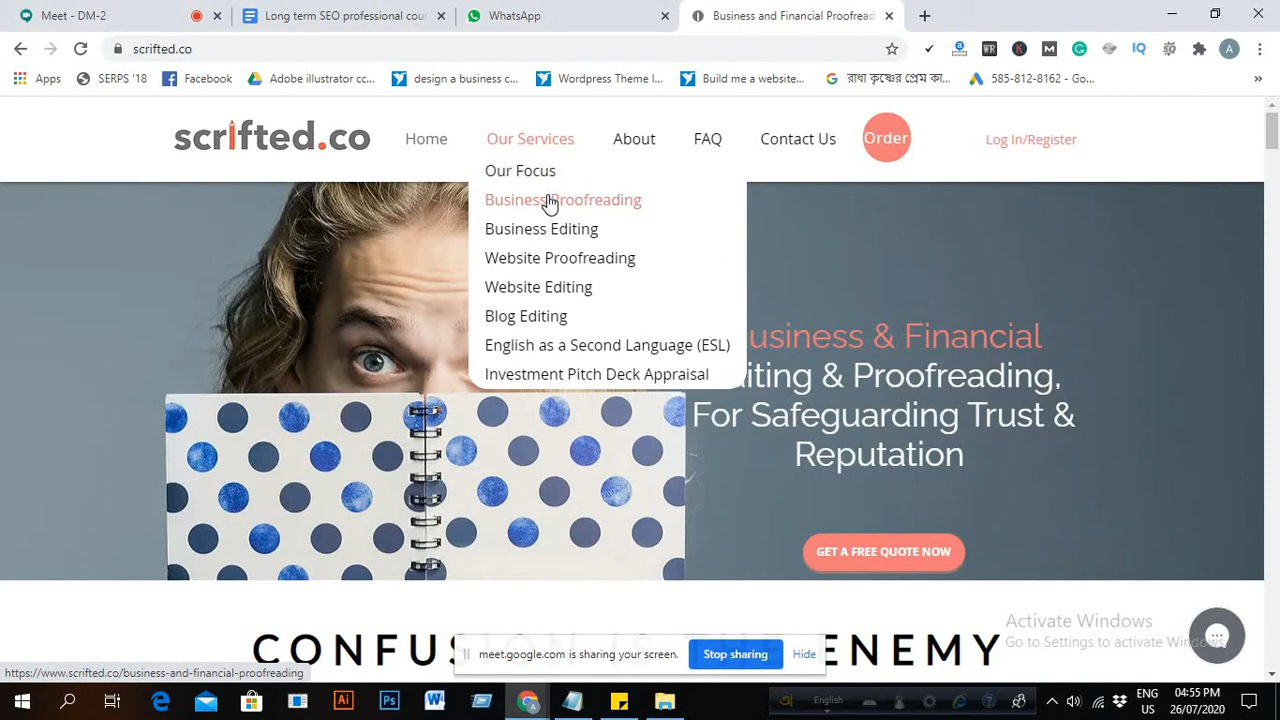 Meet - DM-2
Long term SEO professional cour
WhatsApp
Business and Financial Proofread
scrifted.co
Apps
SERPS '18
Facebook
Adobe illustrator cc...
design a business c...
Wordpress Theme I...
Build me a website...
রাধা কৃষ্ণের প্রেম কা...
585-812-8162 - Go...
scrifted.co
Home
Our Services
About
FAQ
Contact Us
Order
Log In/Register
Our Focus
Business Proofreading
Business Editing
Website Proofreading
Website Editing
Blog Editing
English as a Second Language (ESL)
Investment Pitch Deck Appraisal
usiness & Financial
iting & Proofreading,
For Safeguarding Trust &
Reputation
GET A FREE QUOTE NOW
Activate Windows
Go to Settings to activate Windows
CONFUSION IS THE ENEMY
meet.google.com is sharing your screen.
Stop sharing
Hide
https://www.scrifted.co/business-and-financial-proofreading
English
ENG
US
04:55 PM
26/07/2020